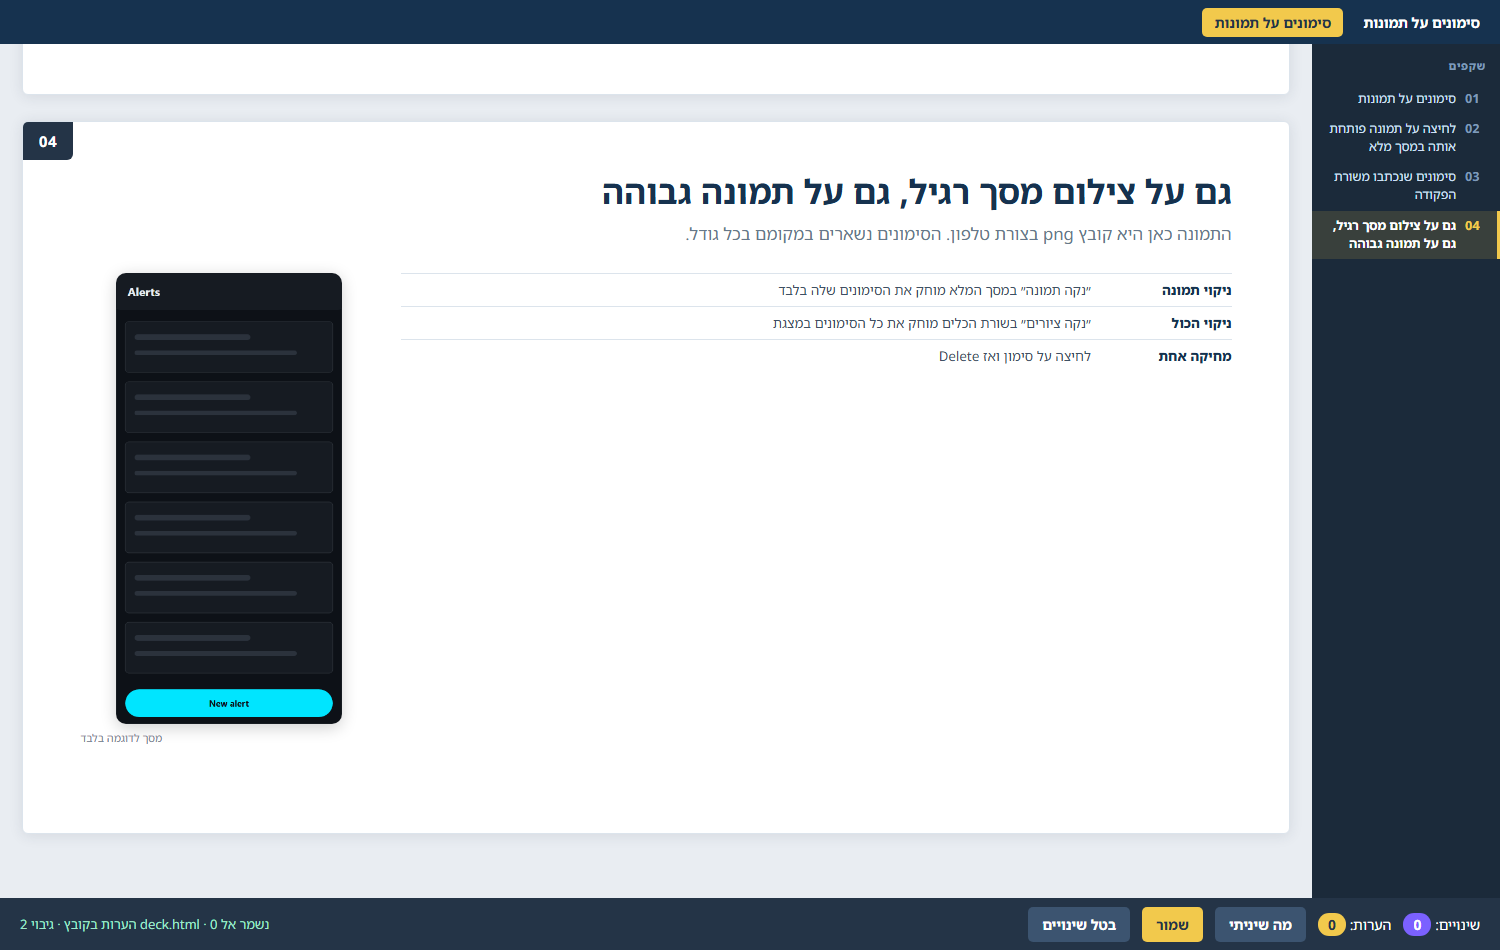 סימונים על תמונות
סימונים על תמונות
שקפים
01 סימונים על תמונות
02 לחיצה על תמונה פותחת
אותה במסך מלא
03 סימונים שנכתבו משורת
הפקודה
04 גם על צילום מסך רגיל,
גם על תמונה גבוהה
04
גם על צילום מסך רגיל, גם על תמונה גבוהה
התמונה כאן היא קובץ png בצורת טלפון. הסימונים נשארים במקומם בכל גודל.
ניקוי תמונה ״נקה תמונה״ במסך המלא מוחק את הסימונים שלה בלבד
ניקוי הכול ״נקה ציורים״ בשורת הכלים מוחק את כל הסימונים במצגת
מחיקה אחת לחיצה על סימון ואז Delete
Alerts
New alert
מסך לדוגמה בלבד
שינויים: 0 הערות: 0 מה שיניתי שמור בטל שינויים
נשמר אל deck.html · 0 הערות בקובץ · גיבוי 2